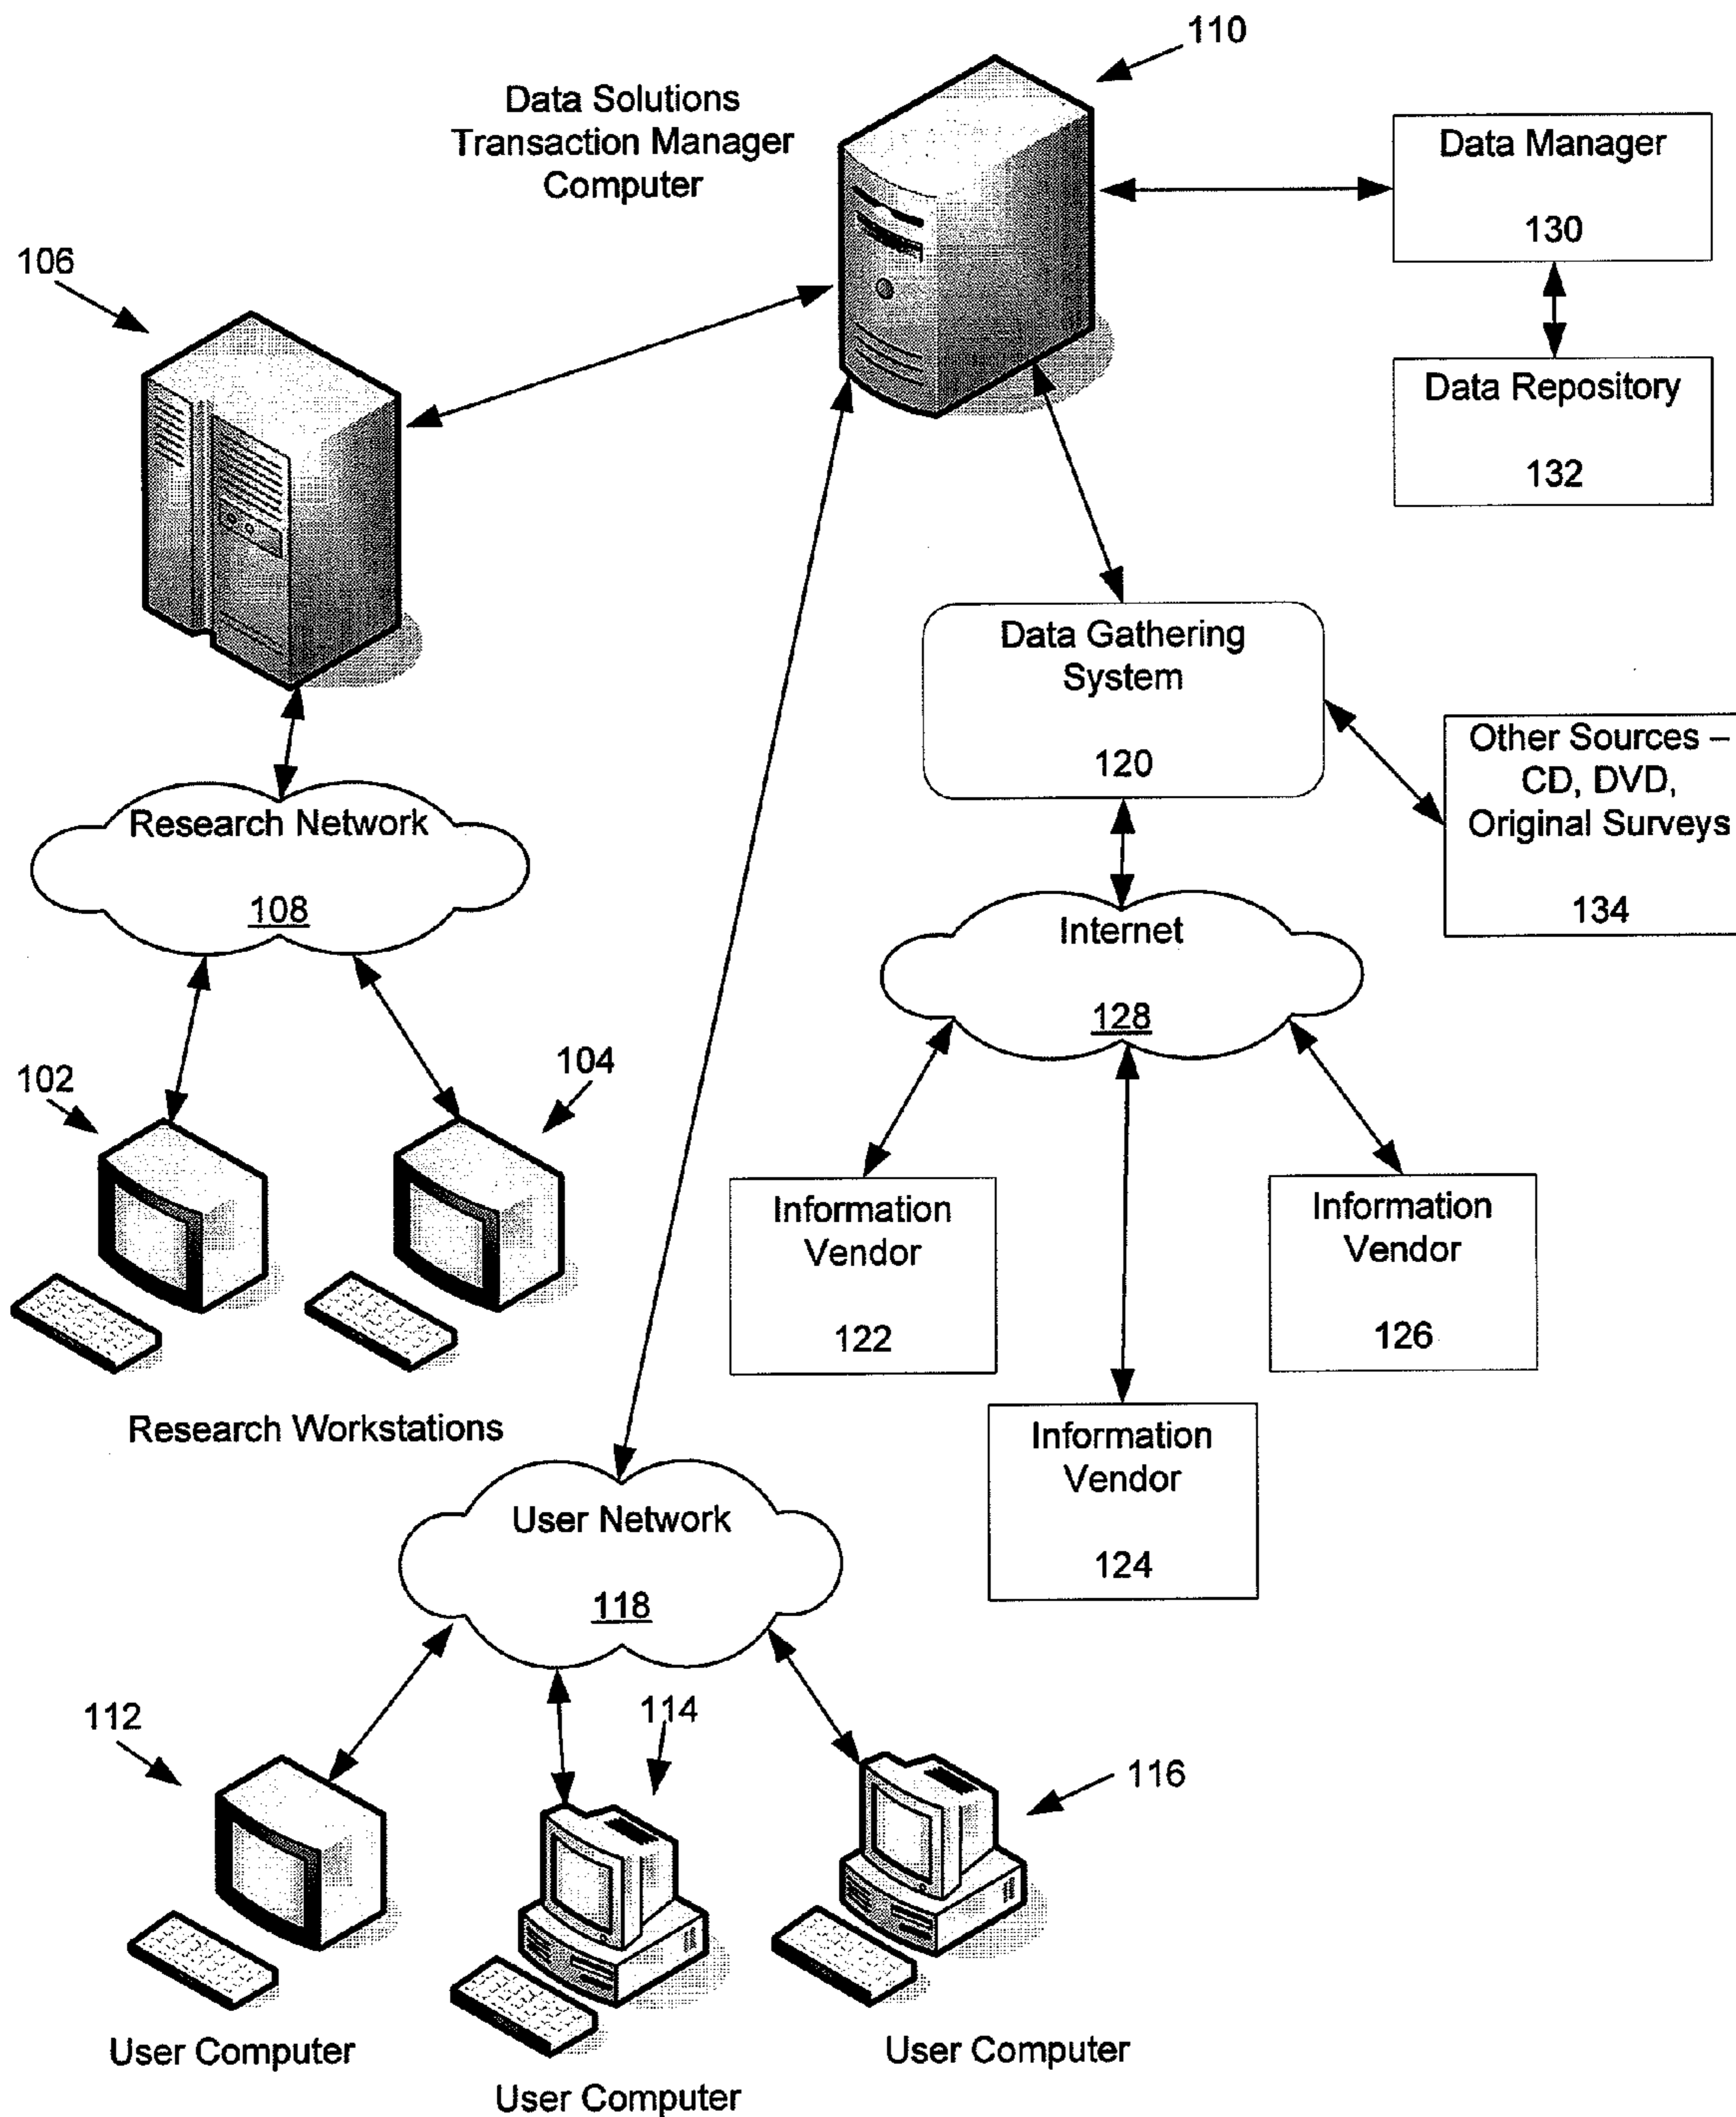 110
Data Solutions
Transaction Manager
Computer
Data Manager
130
106
Data Repository
132
Data Gathering
System
120
Other Sources –
CD, DVD,
Original Surveys
134
Research Network
108
Internet
128
102
104
Information
Vendor
122
Information
Vendor
126
Research Workstations
Information
Vendor
124
User Network
118
112
114
116
User Computer
User Computer
User Computer